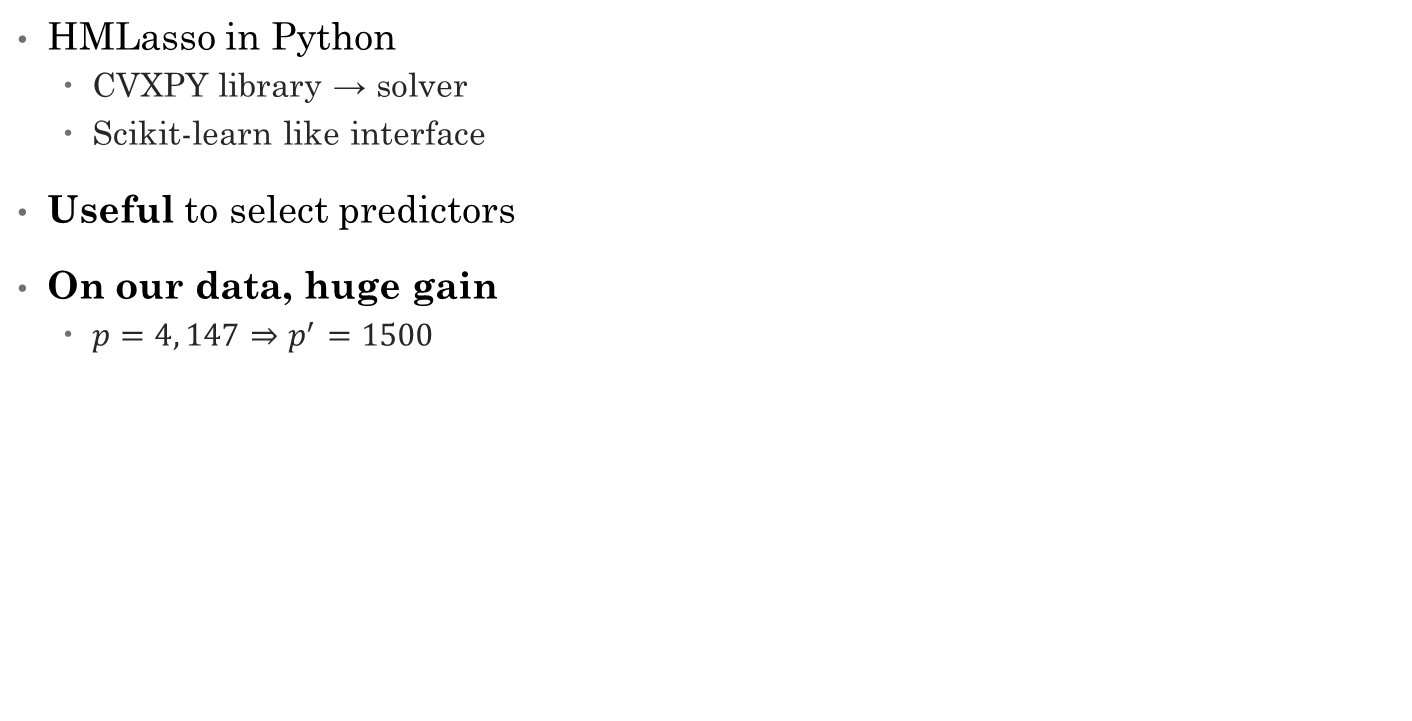 • HMLasso in Python
• CVXPY library → solver
• Scikit-learn like interface
• Useful to select predictors
• On our data, huge gain
• p = 4,147 ⇒ p′ = 1500